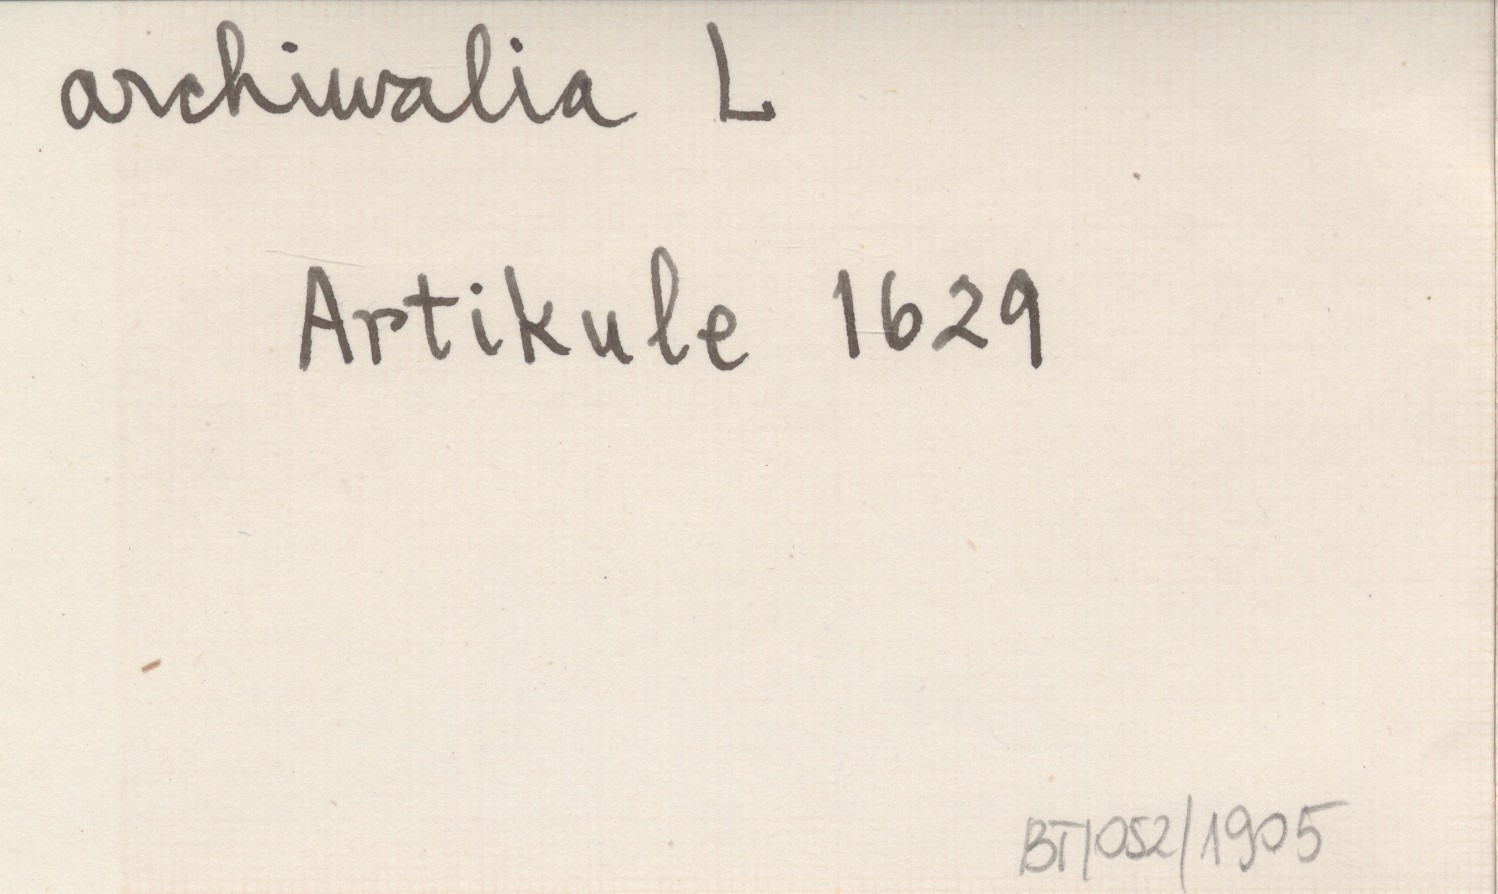 archiwalia L
Artikule 1629
BT/052/1905